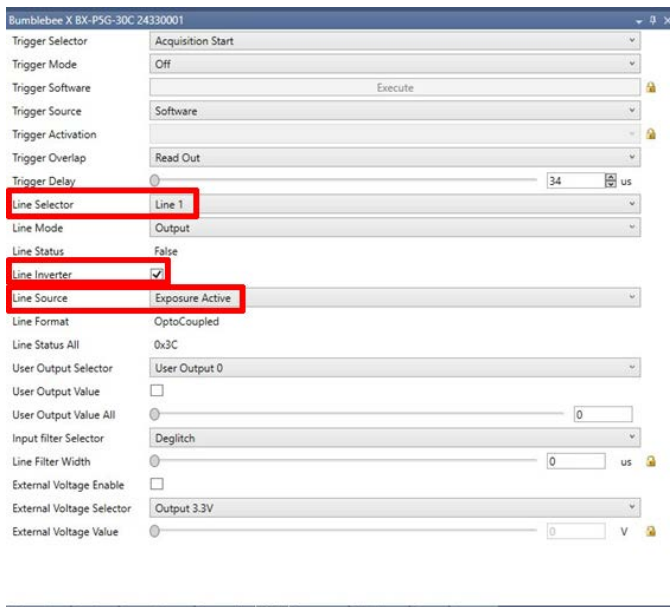 Bumblebee X BX-P5G-30C 24330001
Trigger Selector Acquisition Start
Trigger Mode Off
Trigger Software Execute
Trigger Source Software
Trigger Activation
Trigger Overlap Read Out
Trigger Delay 34 us
Line Selector Line 1
Line Mode Output
Line Status False
Line Inverter
Line Source Exposure Active
Line Format OptoCoupled
Line Status All 0x3C
User Output Selector User Output 0
User Output Value
User Output Value All 0
Input filter Selector Deglitch
Line Filter Width 0 us
External Voltage Enable
External Voltage Selector Output 3.3V
External Voltage Value 0 V